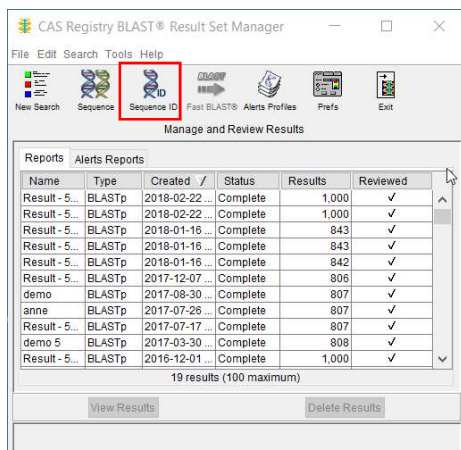 CAS Registry BLAST® Result Set Manager
File Edit Search Tools Help
New Search Sequence Sequence ID Fast BLAST® Alerts Profiles Prefs Exit
Manage and Review Results
Reports Alerts Reports
Name Type Created Status Results Reviewed
Result - 5... BLASTp 2018-02-22 ... Complete 1,000 ✓
Result - 5... BLASTp 2018-02-22 ... Complete 1,000 ✓
Result - 5... BLASTp 2018-01-16 ... Complete 843 ✓
Result - 5... BLASTp 2018-01-16 ... Complete 843 ✓
Result - 5... BLASTp 2018-01-16 ... Complete 842 ✓
Result - 5... BLASTp 2017-12-07 ... Complete 806 ✓
demo BLASTp 2017-08-30 ... Complete 807 ✓
anne BLASTp 2017-07-26 ... Complete 807 ✓
Result - 5... BLASTp 2017-07-17 ... Complete 807 ✓
demo 5 BLASTp 2017-03-30 ... Complete 808 ✓
Result - 5... BLASTp 2016-12-01 ... Complete 1,000 ✓
19 results (100 maximum)
View Results Delete Results